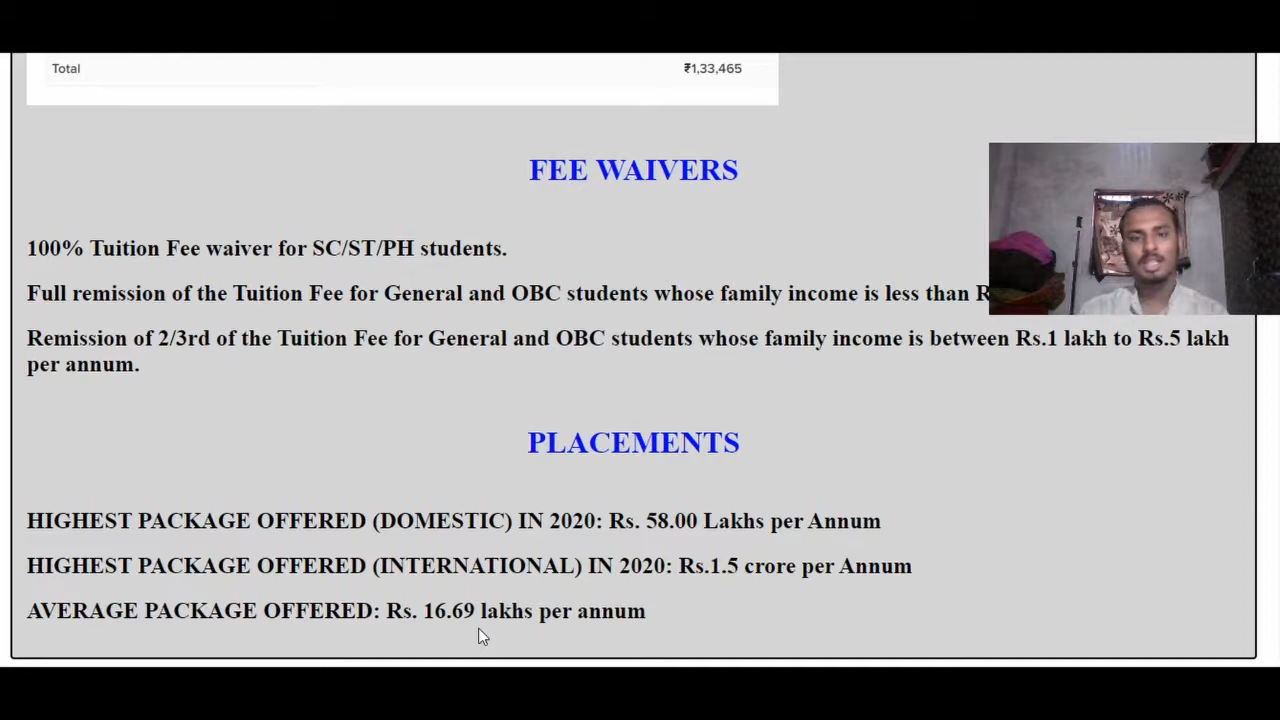 Total ₹1,33,465
FEE WAIVERS
100% Tuition Fee waiver for SC/ST/PH students.
Full remission of the Tuition Fee for General and OBC students whose family income is less than
Remission of 2/3rd of the Tuition Fee for General and OBC students whose family income is between Rs.1 lakh to Rs.5 lakh
per annum.
PLACEMENTS
HIGHEST PACKAGE OFFERED (DOMESTIC) IN 2020: Rs. 58.00 Lakhs per Annum
HIGHEST PACKAGE OFFERED (INTERNATIONAL) IN 2020: Rs.1.5 crore per Annum
AVERAGE PACKAGE OFFERED: Rs. 16.69 lakhs per annum